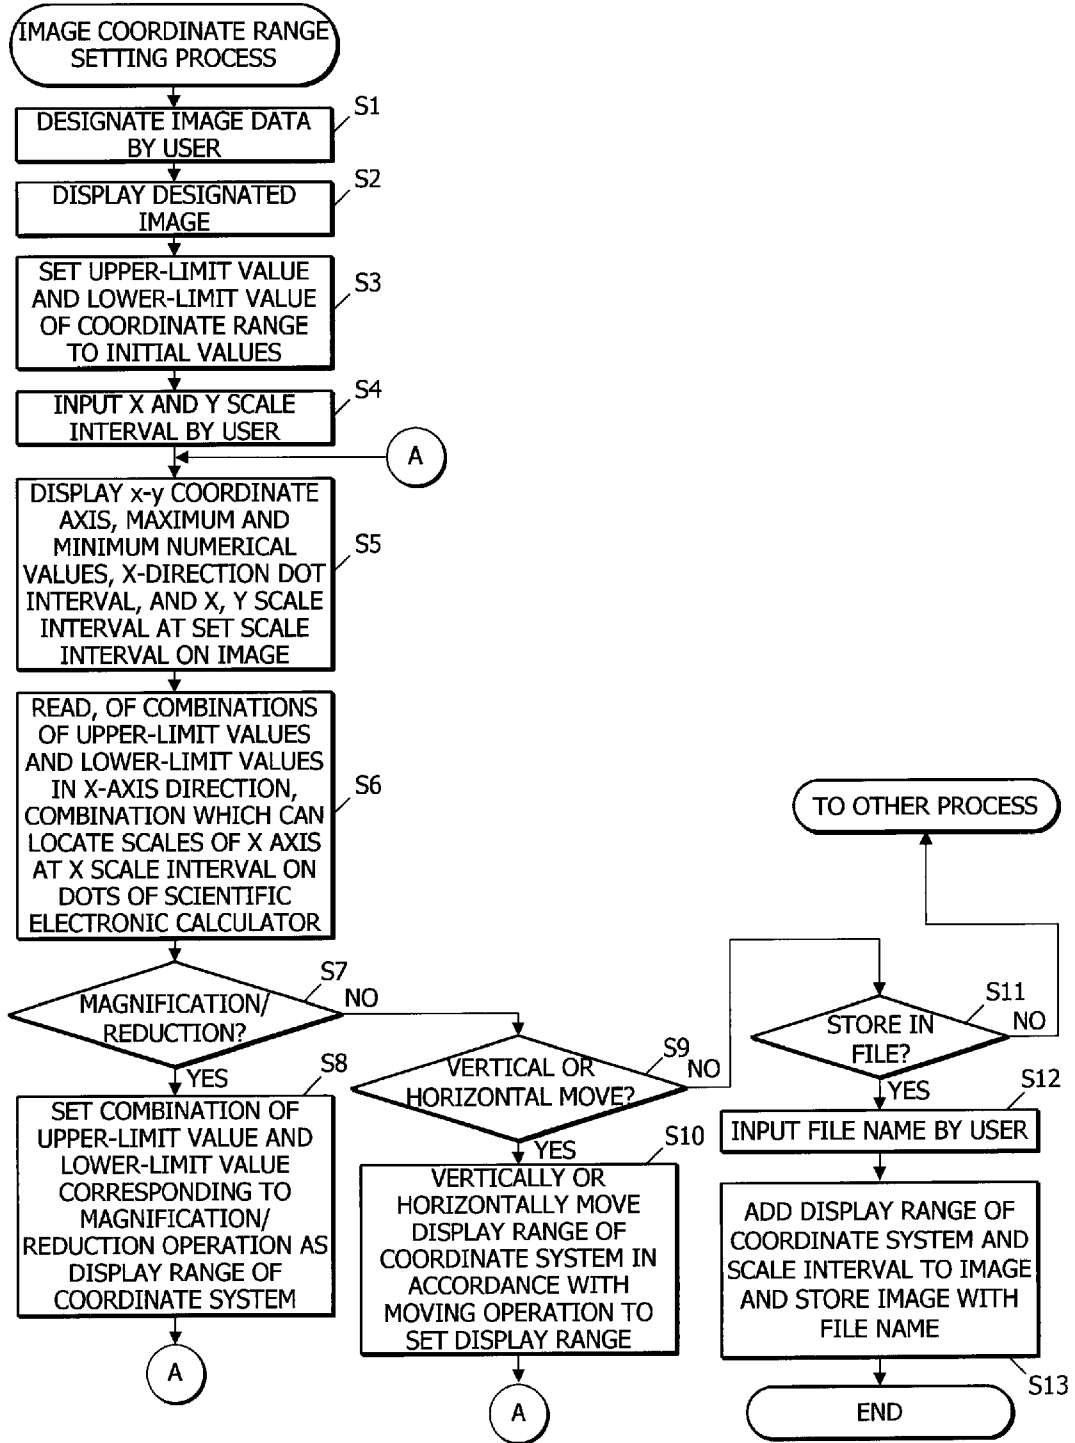 IMAGE COORDINATE RANGE
SETTING PROCESS
S1
DESIGNATE IMAGE DATA
BY USER
S2
DISPLAY DESIGNATED
IMAGE
S3
SET UPPER-LIMIT VALUE
AND LOWER-LIMIT VALUE
OF COORDINATE RANGE
TO INITIAL VALUES
S4
INPUT X AND Y SCALE
INTERVAL BY USER
A
S5
DISPLAY x-y COORDINATE
AXIS, MAXIMUM AND
MINIMUM NUMERICAL
VALUES, X-DIRECTION DOT
INTERVAL, AND X, Y SCALE
INTERVAL AT SET SCALE
INTERVAL ON IMAGE
S6
READ, OF COMBINATIONS
OF UPPER-LIMIT VALUES
AND LOWER-LIMIT VALUES
IN X-AXIS DIRECTION,
COMBINATION WHICH CAN
LOCATE SCALES OF X AXIS
AT X SCALE INTERVAL ON
DOTS OF SCIENTIFIC
ELECTRONIC CALCULATOR
TO OTHER PROCESS
S7
MAGNIFICATION/
REDUCTION?
NO
YES
S8
SET COMBINATION OF
UPPER-LIMIT VALUE AND
LOWER-LIMIT VALUE
CORRESPONDING TO
MAGNIFICATION/
REDUCTION OPERATION AS
DISPLAY RANGE OF
COORDINATE SYSTEM
A
S9
VERTICAL OR
HORIZONTAL MOVE?
NO
YES
S10
VERTICALLY OR
HORIZONTALLY MOVE
DISPLAY RANGE OF
COORDINATE SYSTEM IN
ACCORDANCE WITH
MOVING OPERATION TO
SET DISPLAY RANGE
A
S11
STORE IN
FILE?
NO
YES
S12
INPUT FILE NAME BY USER
ADD DISPLAY RANGE OF
COORDINATE SYSTEM AND
SCALE INTERVAL TO IMAGE
AND STORE IMAGE WITH
FILE NAME
S13
END